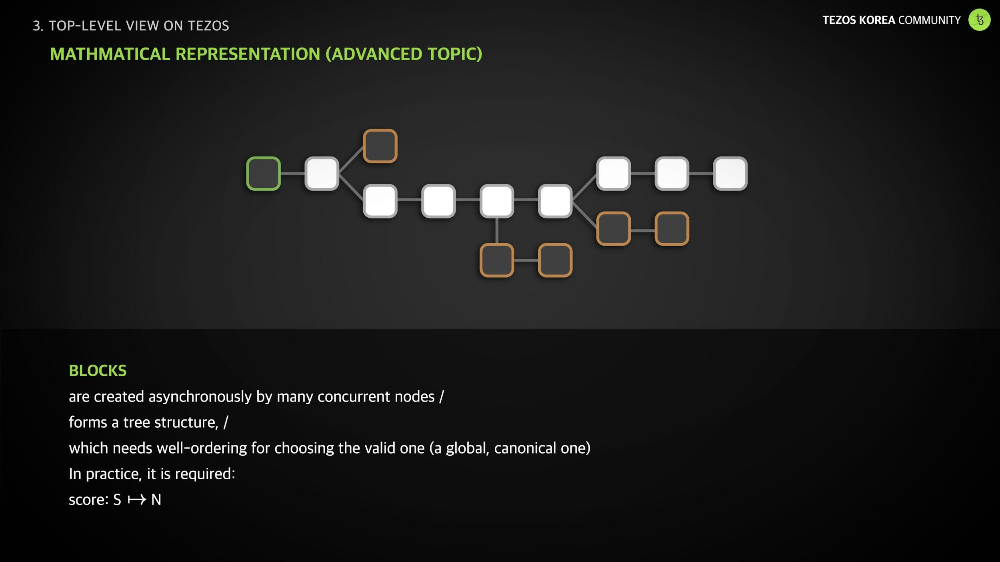 3. TOP-LEVEL VIEW ON TEZOS
TEZOS KOREA COMMUNITY
MATHMATICAL REPRESENTATION (ADVANCED TOPIC)
BLOCKS
are created asynchronously by many concurrent nodes /
forms a tree structure, /
which needs well-ordering for choosing the valid one (a global, canonical one)
In practice, it is required:
score: S ↦ N